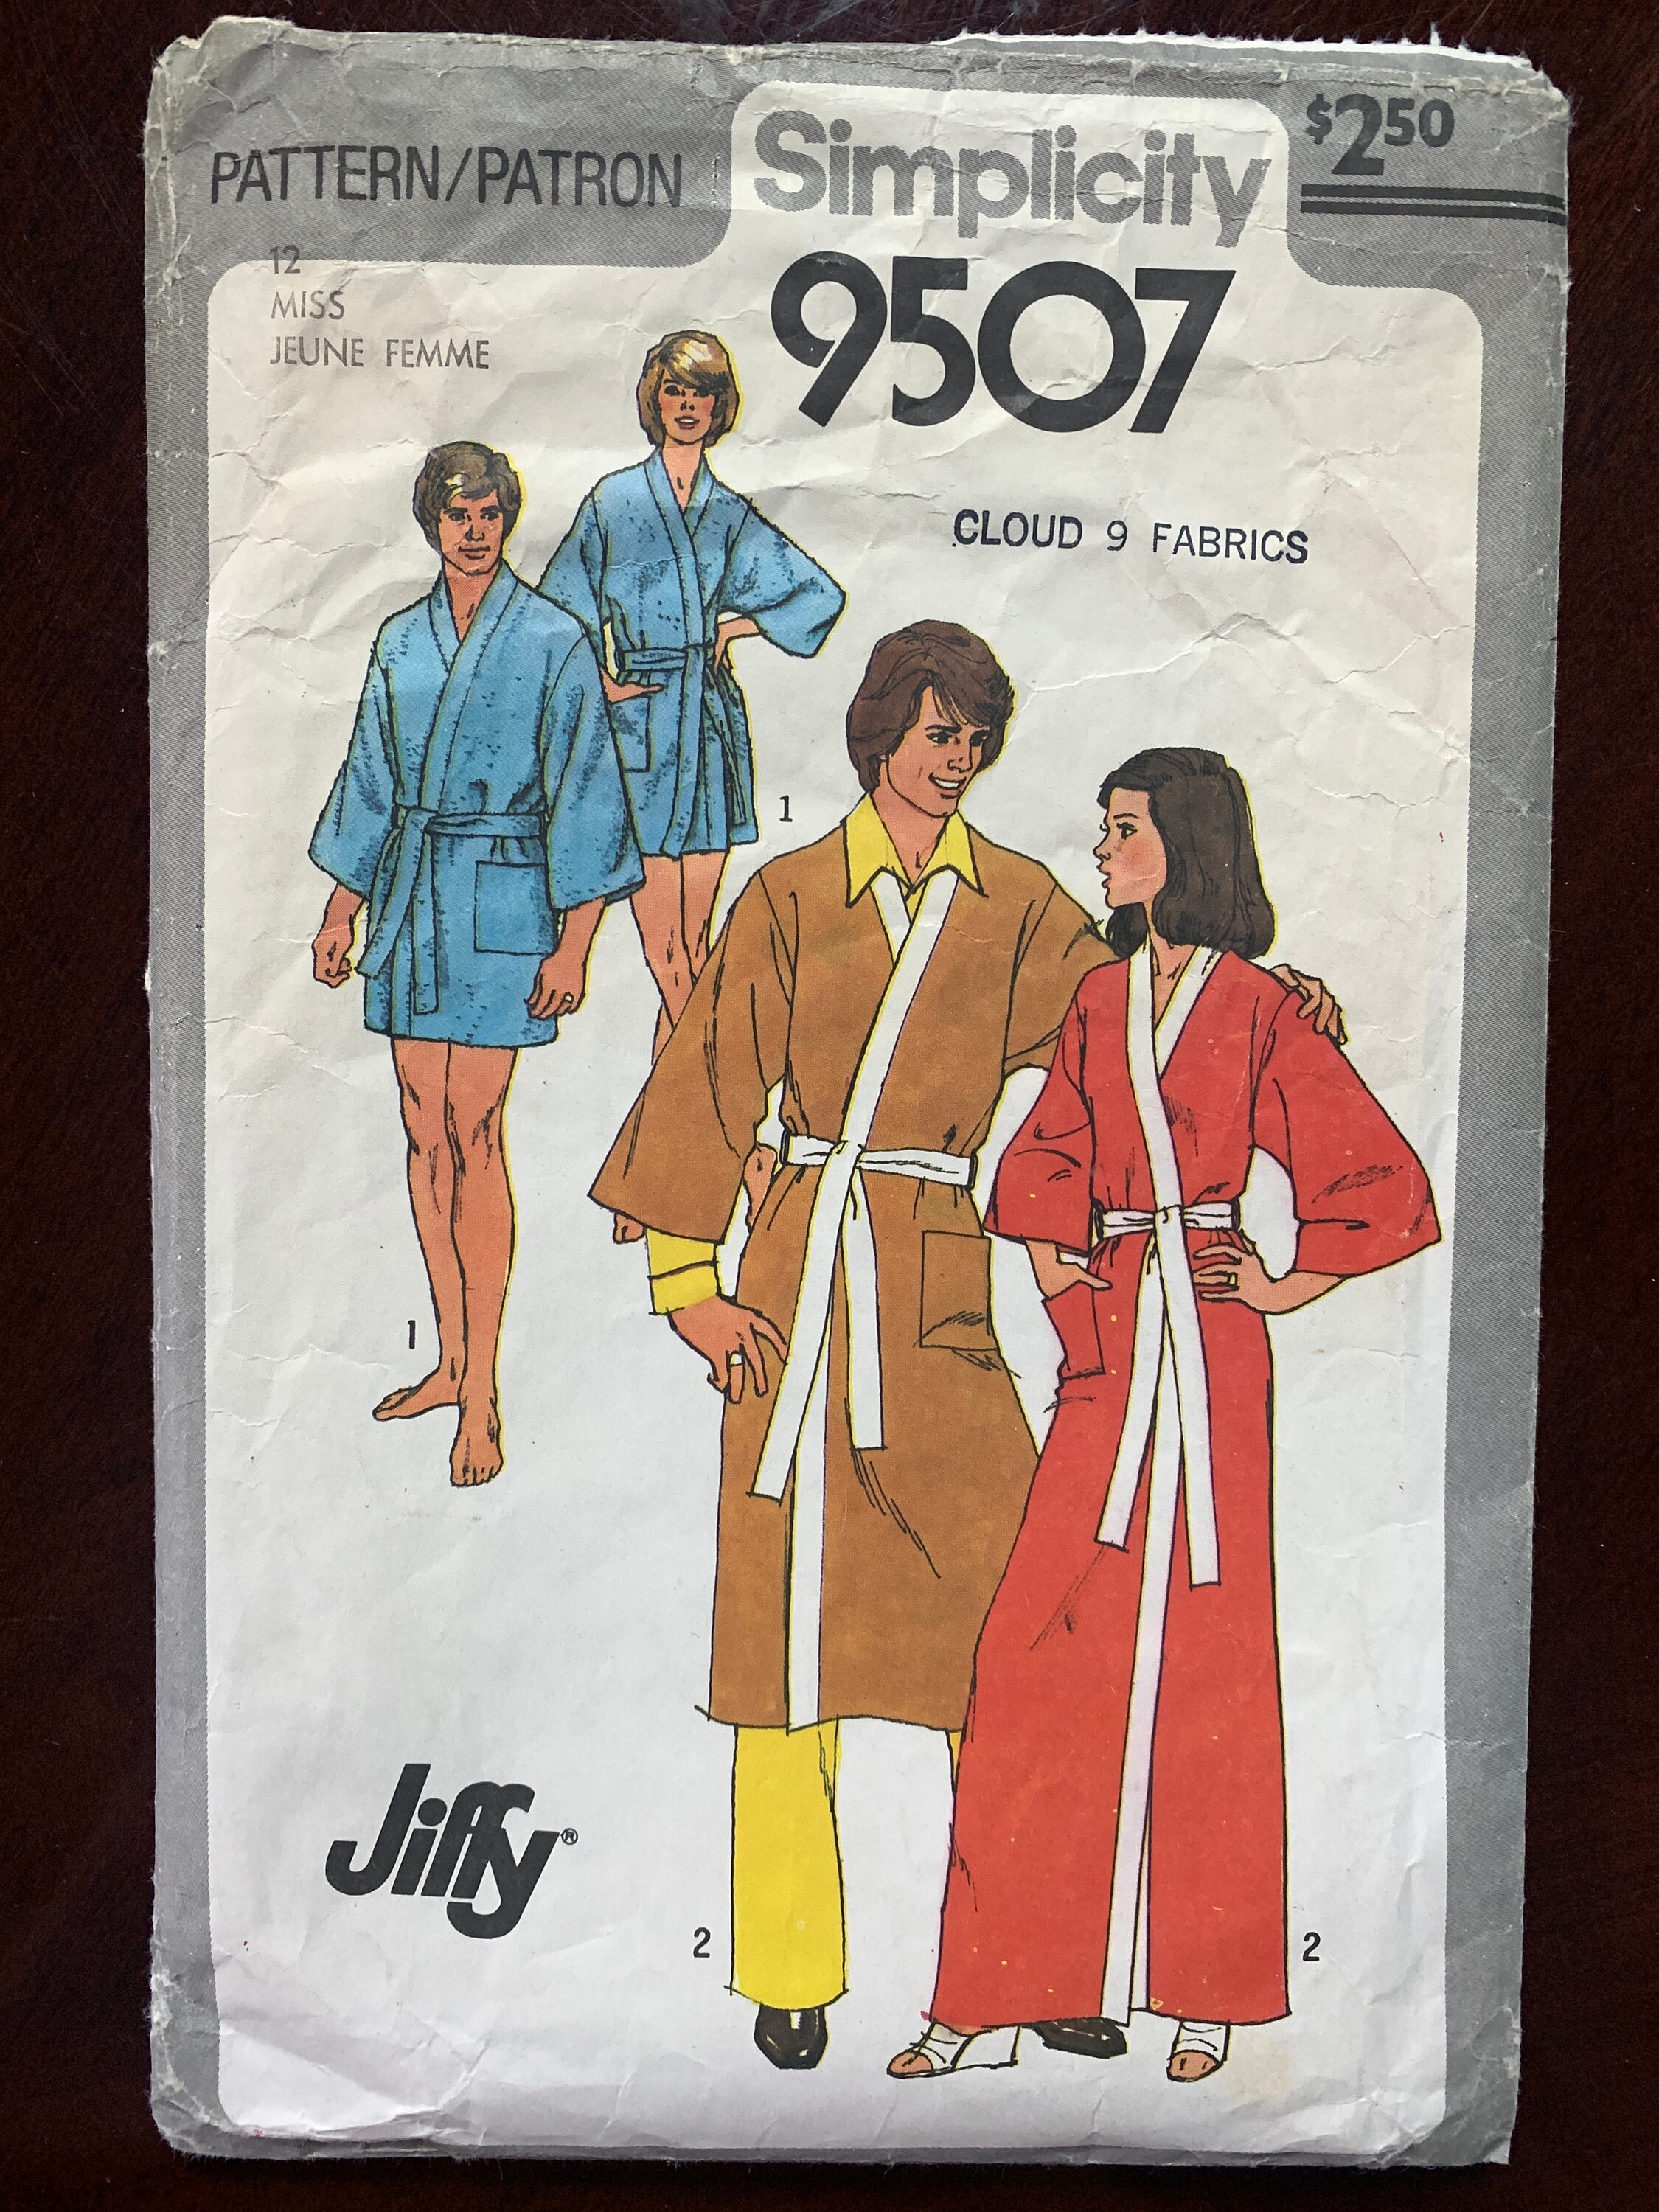 PATTERN/PATRON
Simplicity
$2.50
9507
12
MISS
JEUNE FEMME
CLOUD 9 FABRICS
1
1
Jiffy®
2
2